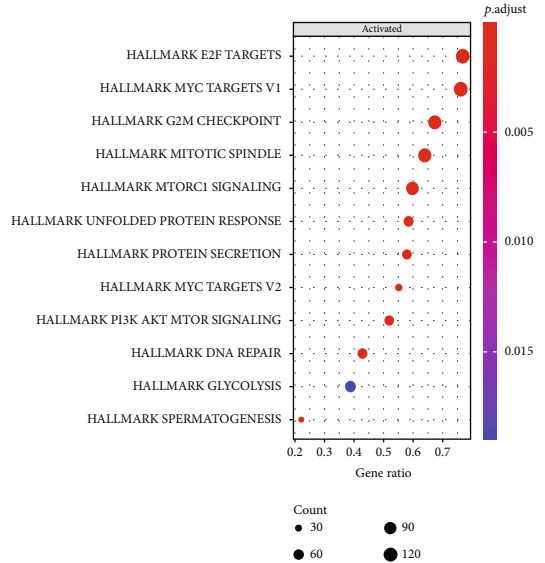 p.adjust
Activated
HALLMARK E2F TARGETS
HALLMARK MYC TARGETS V1
HALLMARK G2M CHECKPOINT
HALLMARK MITOTIC SPINDLE
HALLMARK MTORC1 SIGNALING
HALLMARK UNFOLDED PROTEIN RESPONSE
HALLMARK PROTEIN SECRETION
HALLMARK MYC TARGETS V2
HALLMARK PI3K AKT MTOR SIGNALING
HALLMARK DNA REPAIR
HALLMARK GLYCOLYSIS
HALLMARK SPERMATOGENESIS
0.005
0.010
0.015
0.2 0.3 0.4 0.5 0.6 0.7
Gene ratio
Count
30 90
60 120